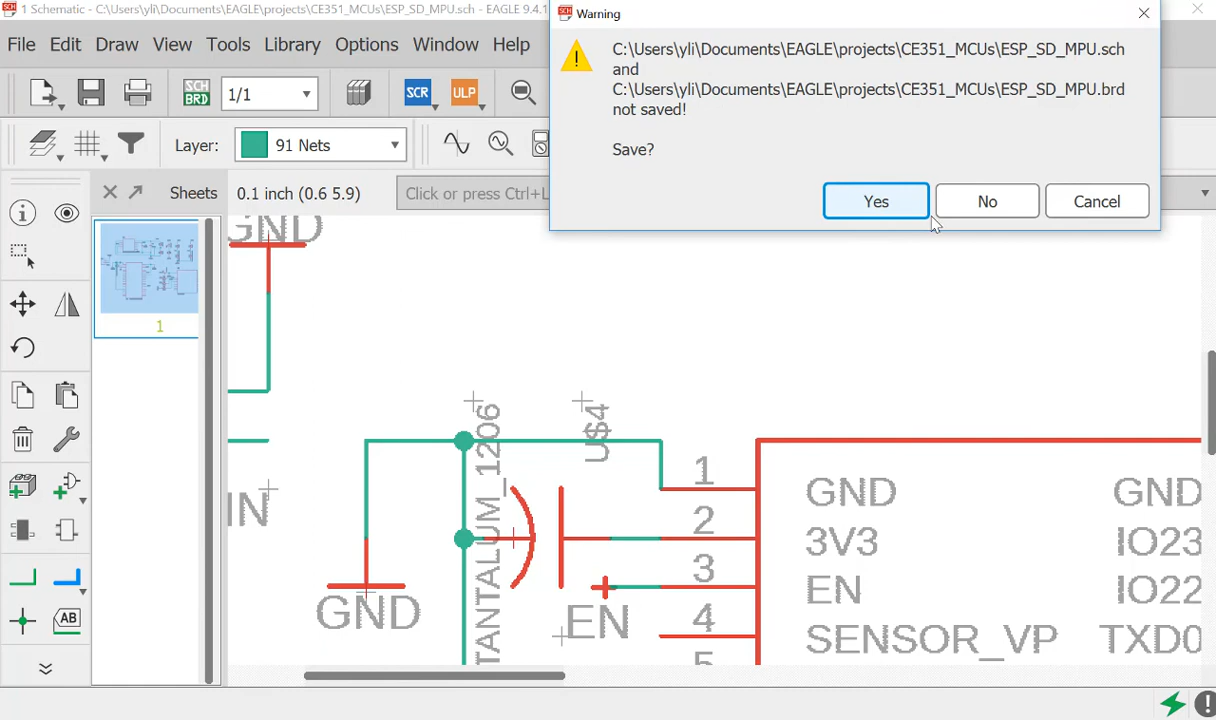 1 Schematic - C:\Users\yli\Documents\EAGLE\projects\CE351_MCUs\ESP_SD_MPU.sch - EAGLE 9.4.1
Warning
File Edit Draw View Tools Library Options Window Help
C:\Users\yli\Documents\EAGLE\projects\CE351_MCUs\ESP_SD_MPU.sch
and
C:\Users\yli\Documents\EAGLE\projects\CE351_MCUs\ESP_SD_MPU.brd
not saved!
Save?
Yes No Cancel
SCH
BRD
1/1
SCR
ULP
Layer: 91 Nets
Sheets
0.1 inch (0.6 5.9)
Click or press Ctrl+L
1
GND
TANTALUM_1206
U$4
IN
GND
EN
1
2
3
4
5
GND
3V3
EN
SENSOR_VP
GND
IO23
IO22
TXD0
AB